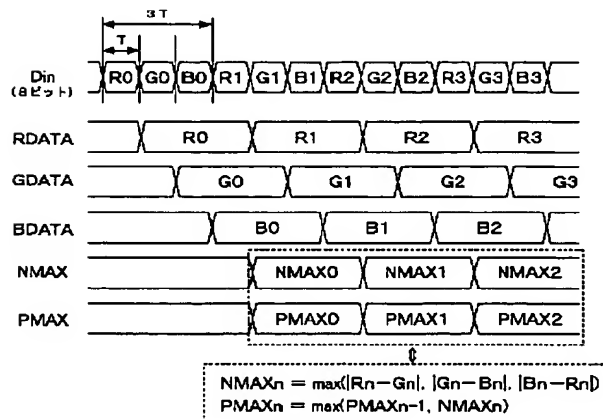 3T
T
Din R0 G0 B0 R1 G1 B1 R2 G2 B2 R3 G3 B3
(8ビット)
RDATA R0 R1 R2 R3
GDATA G0 G1 G2 G3
BDATA B0 B1 B2
NMAX NMAX0 NMAX1 NMAX2
PMAX PMAX0 PMAX1 PMAX2
NMAXn = max(|Rn-Gn|, |Gn-Bn|, |Bn-Rn|)
PMAXn = max(PMAXn-1, NMAXn)